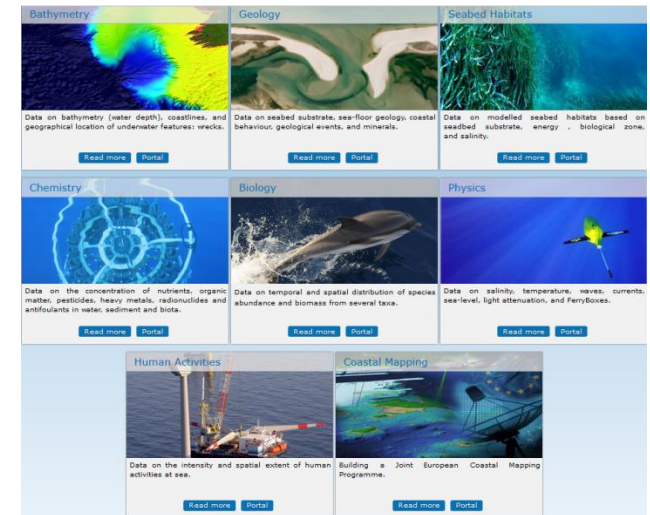 Bathymetry
Data on bathymetry (water depth), coastlines, and
geographical location of underwater features: wrecks.
Read more Portal
Geology
Data on seabed substrate, sea-floor geology, coastal
behaviour, geological events, and minerals.
Read more Portal
Seabed Habitats
Data on modelled seabed habitats based on
seadbed substrate, energy , biological zone,
and salinity.
Read more Portal
Chemistry
Data on the concentration of nutrients, organic
matter, pesticides, heavy metals, radionuclides and
antifoulants in water, sediment and biota.
Read more Portal
Biology
Data on temporal and spatial distribution of species
abundance and biomass from several taxa.
Read more Portal
Physics
Data on salinity, temperature, waves, currents,
sea-level, light attenuation, and FerryBoxes.
Read more Portal
Human Activities
Data on the intensity and spatial extent of human
activities at sea.
Read more Portal
Coastal Mapping
Building a Joint European Coastal Mapping
Programme.
Read more Portal